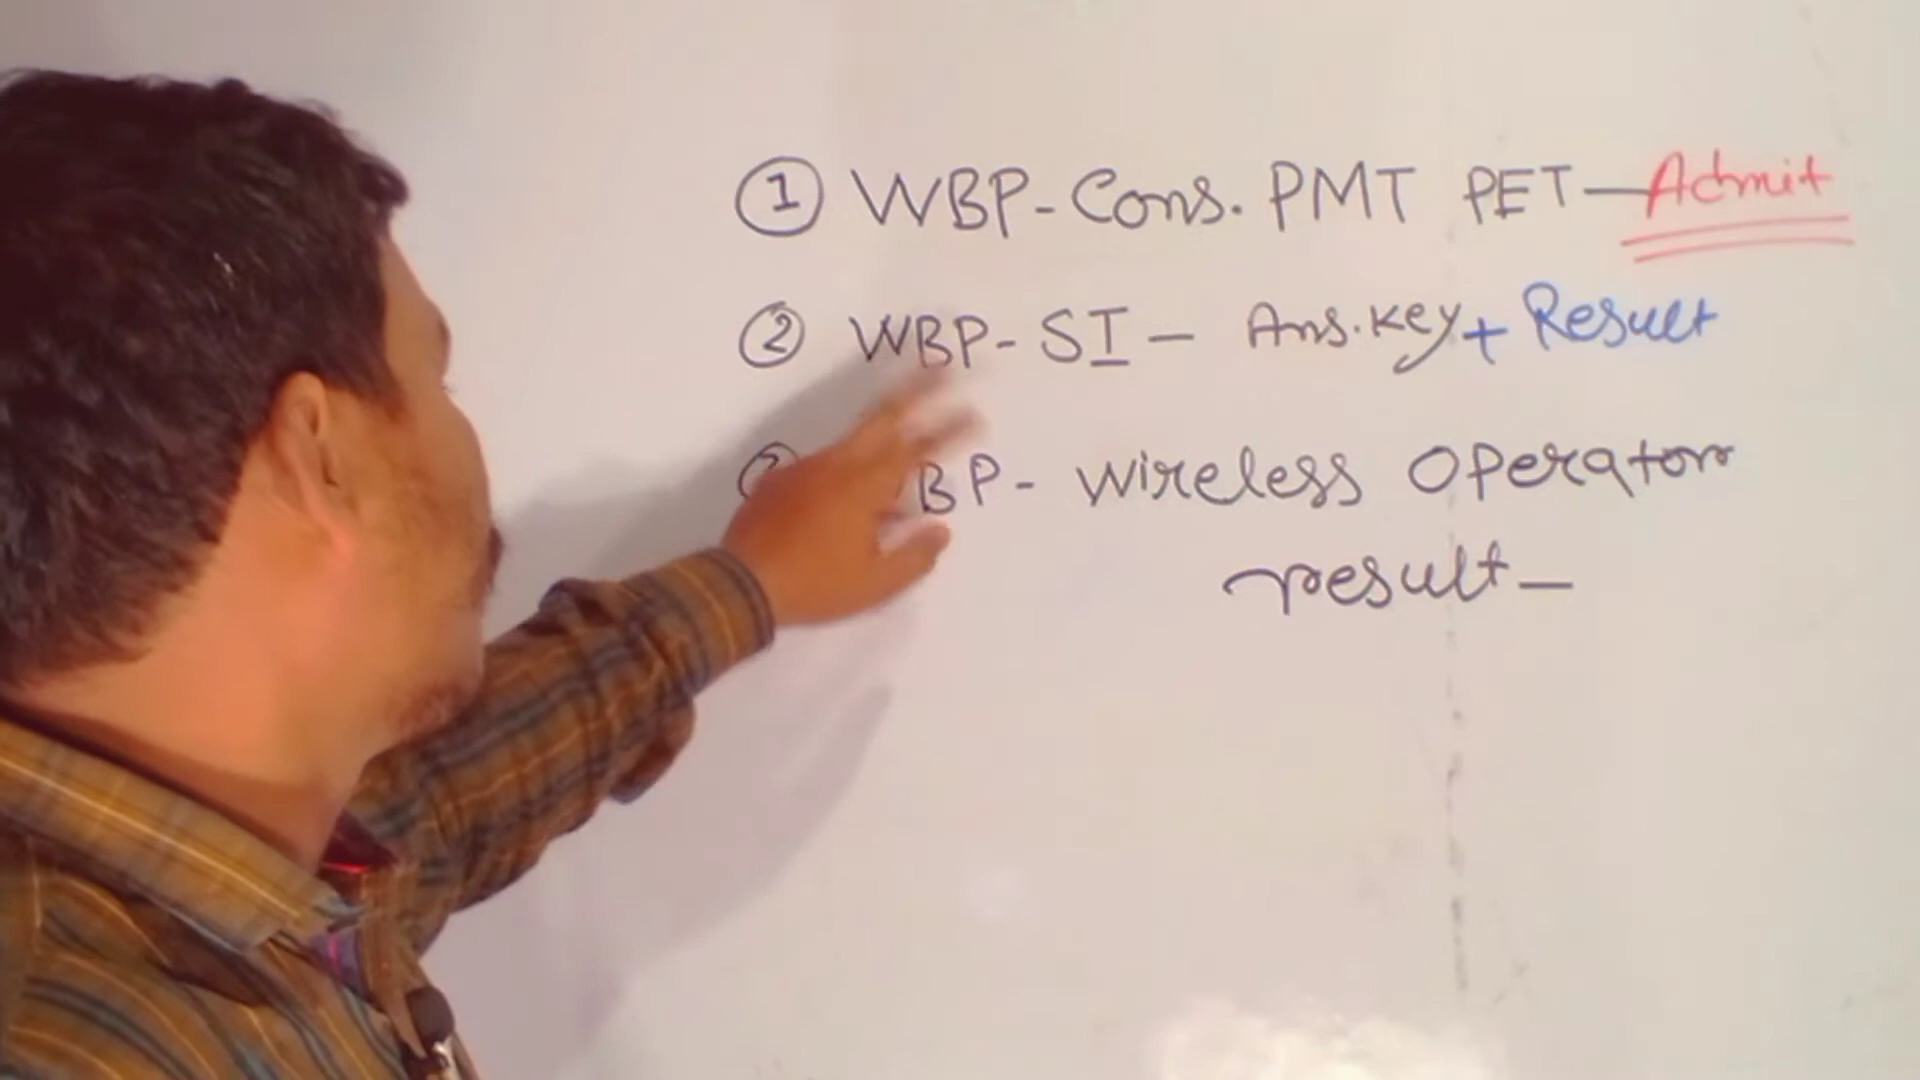 ① WBP-Cons. PMT PET-Admit
② WBP-SI- Ans.key+Result
BP- wireless operator
result-